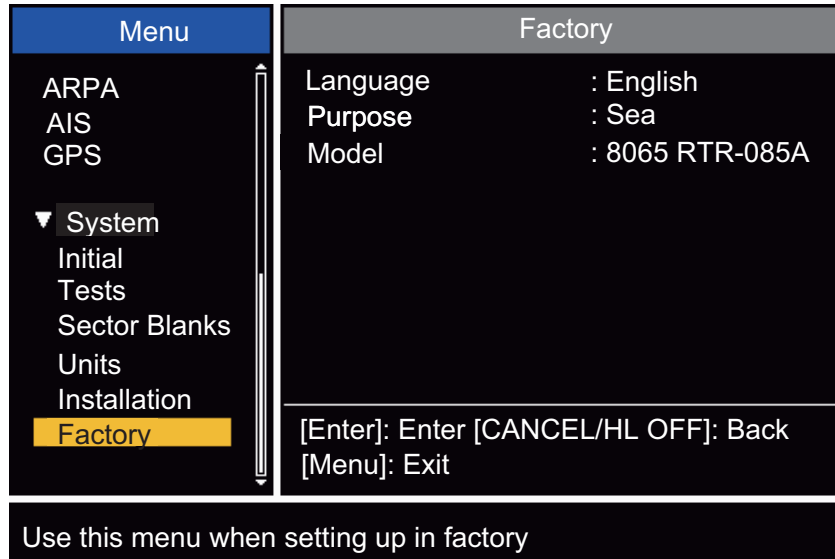 Menu
ARPA
AIS
GPS
▼ System
Initial
Tests
Sector Blanks
Units
Installation
Factory
Factory
Language : English
Purpose : Sea
Model : 8065 RTR-085A
[Enter]: Enter [CANCEL/HL OFF]: Back
[Menu]: Exit
Use this menu when setting up in factory